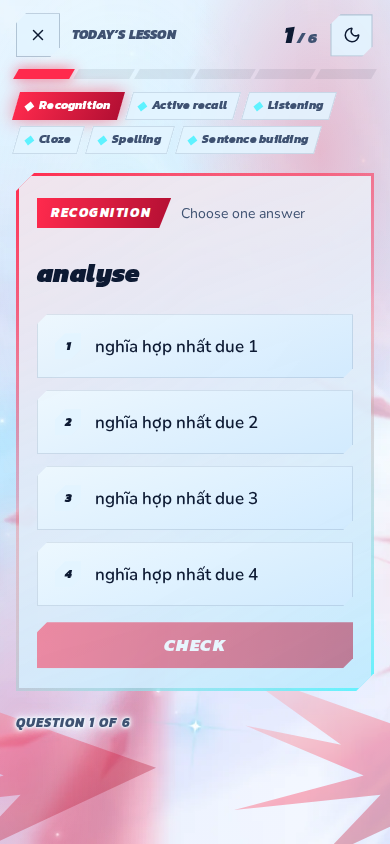 TODAY'S LESSON
1 / 6
Recognition
Active recall
Listening
Cloze
Spelling
Sentence building
RECOGNITION
Choose one answer
analyse
1 nghĩa hợp nhất due 1
2 nghĩa hợp nhất due 2
3 nghĩa hợp nhất due 3
4 nghĩa hợp nhất due 4
CHECK
QUESTION 1 OF 6